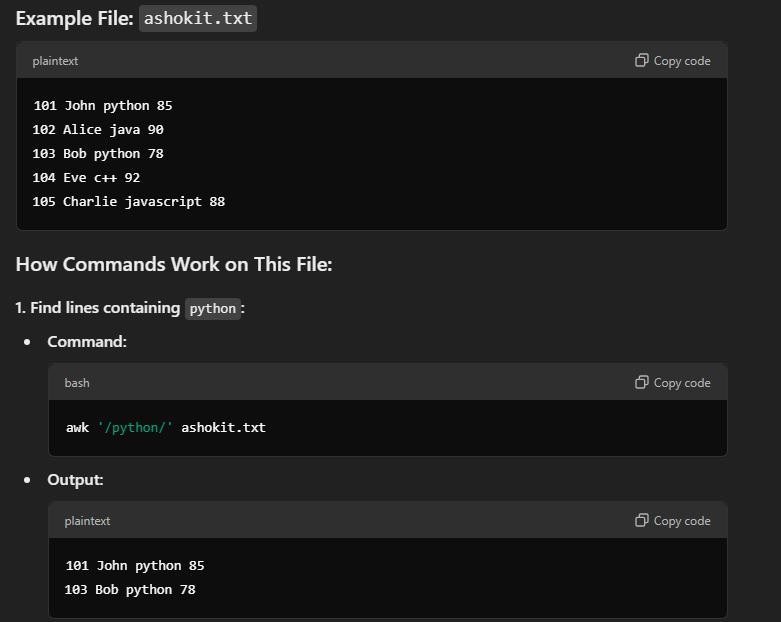 Example File: ashokit.txt
plaintext
Copy code
101 John python 85
102 Alice java 90
103 Bob python 78
104 Eve c++ 92
105 Charlie javascript 88
How Commands Work on This File:
1. Find lines containing python:
• Command:
bash
Copy code
awk '/python/' ashokit.txt
• Output:
plaintext
Copy code
101 John python 85
103 Bob python 78